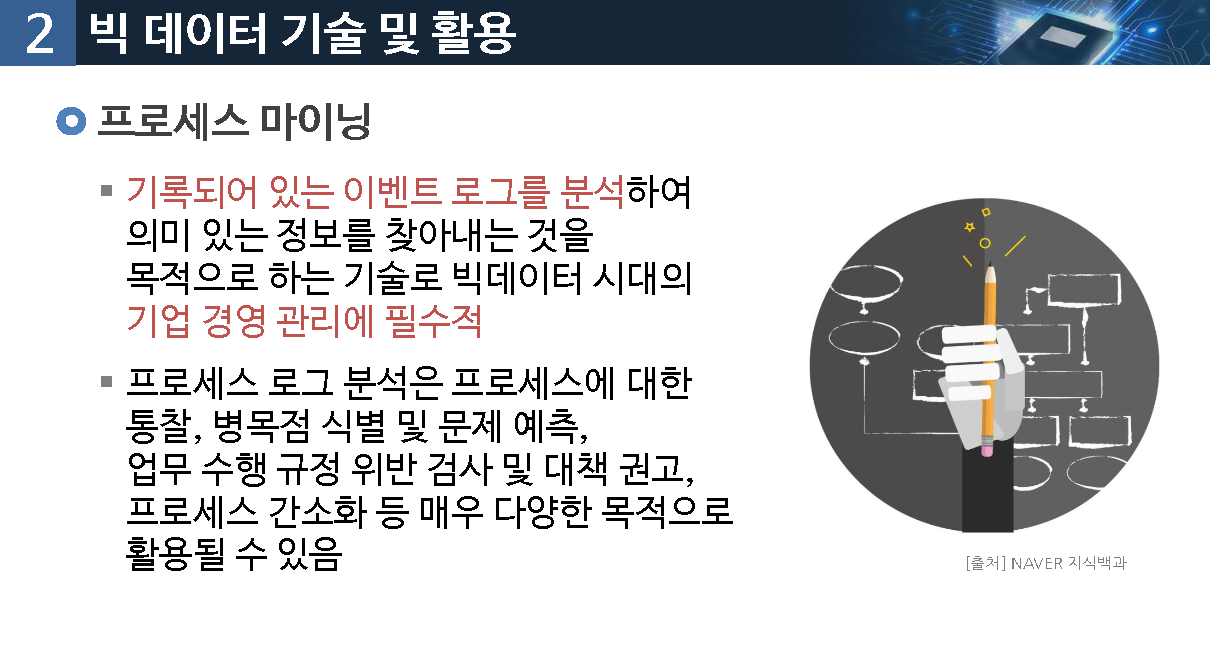 2 빅 데이터 기술 및 활용
프로세스 마이닝
기록되어 있는 이벤트 로그를 분석하여
의미 있는 정보를 찾아내는 것을
목적으로 하는 기술로 빅데이터 시대의
기업 경영 관리에 필수적
프로세스 로그 분석은 프로세스에 대한
통찰, 병목점 식별 및 문제 예측,
업무 수행 규정 위반 검사 및 대책 권고,
프로세스 간소화 등 매우 다양한 목적으로
활용될 수 있음
[출처] NAVER 지식백과